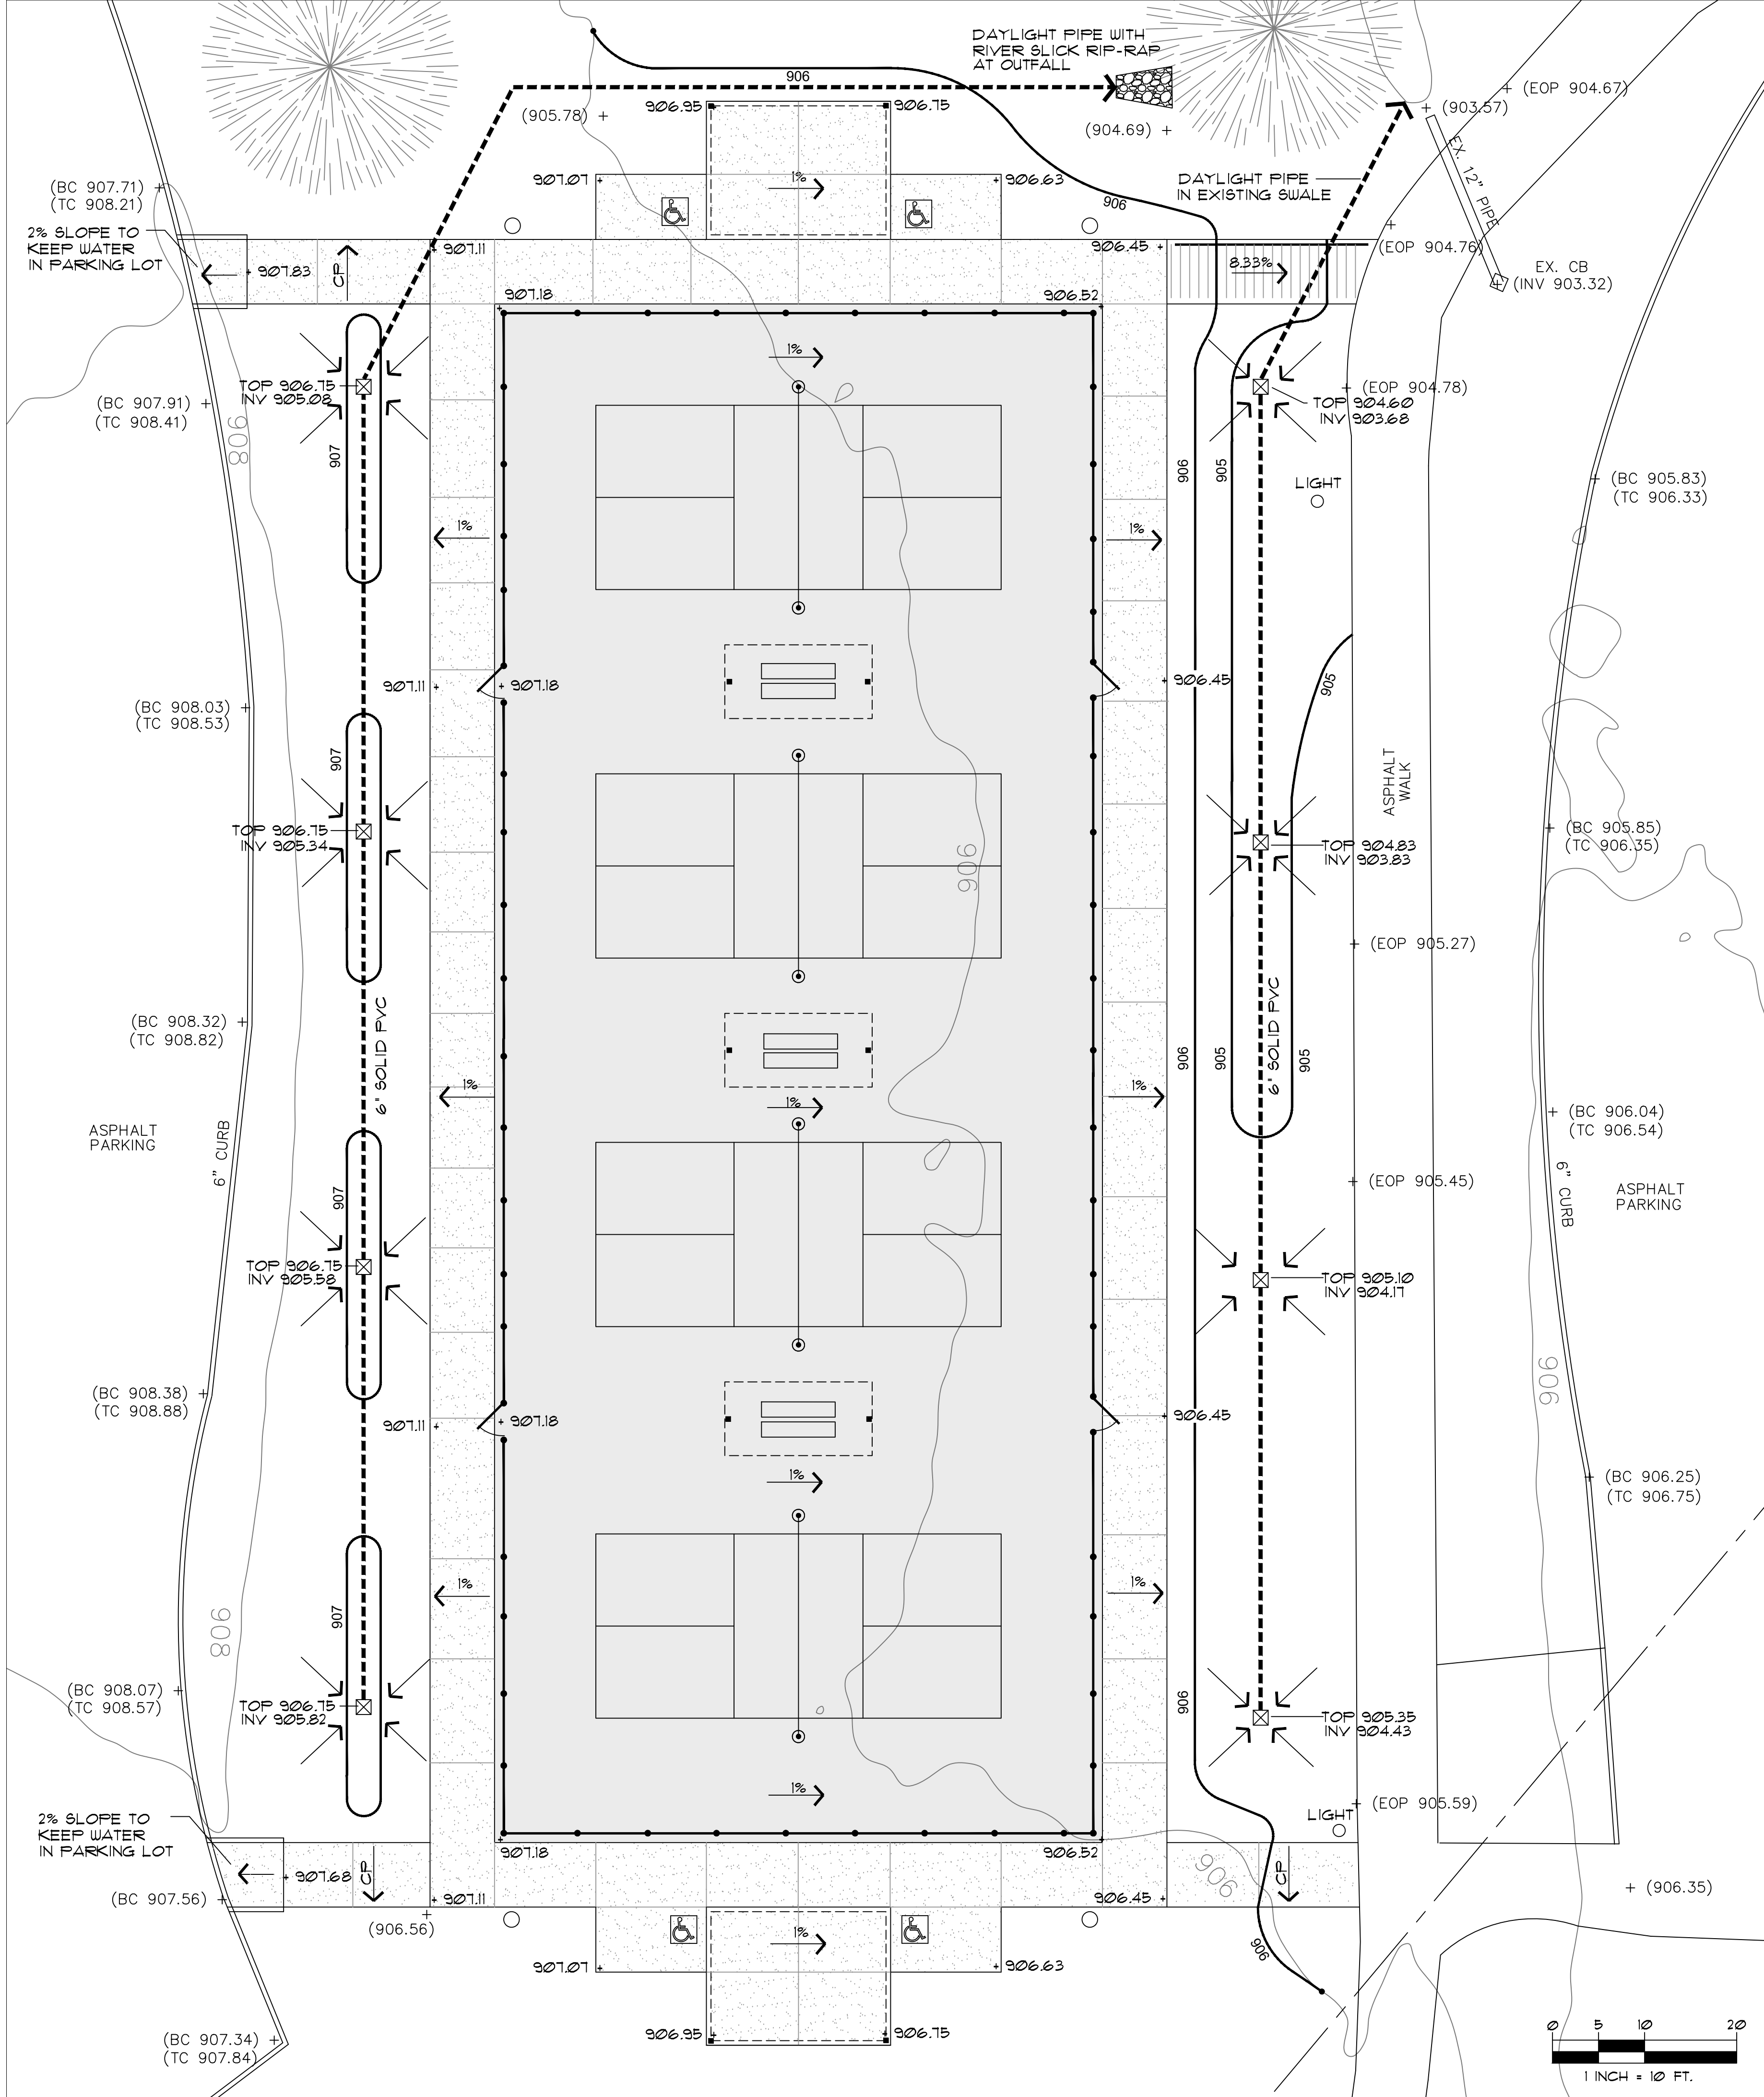 DAYLIGHT PIPE WITH
RIVER SLICK RIP-RAP
AT OUTFALL
906
(EOP 904.67)
906.95
906.75
(903.57)
(905.78)
(904.69)
EX. 12" PIPE
907.07
1%
906.63
DAYLIGHT PIPE
IN EXISTING SWALE
(BC 907.71)
(TC 908.21)
906
2% SLOPE TO
KEEP WATER
IN PARKING LOT
907.11
906.45
(EOP 904.76)
907.83
CP
8.33%
EX. CB
(INV 903.32)
907.18
906.52
1%
TOP 906.75
INV 905.08
(EOP 904.78)
TOP 904.60
INV 903.68
(BC 907.91)
(TC 908.41)
908
907
906
905
LIGHT
(BC 905.83)
(TC 906.33)
1%
1%
907.11
907.18
906.45
905
(BC 908.03)
(TC 908.53)
907
ASPHALT
WALK
TOP 906.75
INV 905.34
906
TOP 904.83
INV 903.83
(BC 905.85)
(TC 906.35)
(EOP 905.27)
(BC 908.32)
(TC 908.82)
6" SOLID PVC
6" SOLID PVC
906
905
905
1%
1%
1%
ASPHALT
PARKING
6" CURB
(BC 906.04)
(TC 906.54)
(EOP 905.45)
6" CURB
ASPHALT
PARKING
907
TOP 906.75
INV 905.58
TOP 905.10
INV 904.17
(BC 908.38)
(TC 908.88)
906
907.11
907.18
906.45
1%
(BC 906.25)
(TC 906.75)
1%
1%
908
907
(BC 908.07)
(TC 908.57)
TOP 906.75
INV 905.82
906
TOP 905.35
INV 904.43
1%
2% SLOPE TO
KEEP WATER
IN PARKING LOT
LIGHT
(EOP 905.59)
907.18
906.52
907.68
CP
906
CP
(BC 907.56)
907.11
906.45
(906.35)
(906.56)
1%
906
907.07
906.63
906.95
906.75
(BC 907.34)
(TC 907.84)
0 5 10 20
1 INCH = 10 FT.